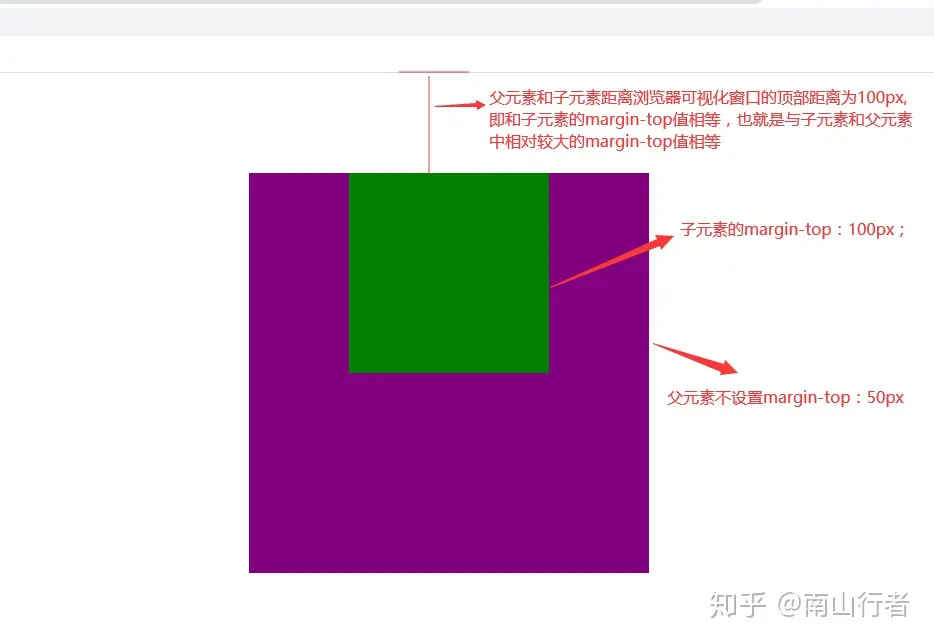 父元素和子元素距离浏览器可视化窗口的顶部距离为100px,
即和子元素的margin-top值相等，也就是与子元素和父元素
中相对较大的margin-top值相等
子元素的margin-top：100px；
父元素不设置margin-top：50px
知乎 @南山行者